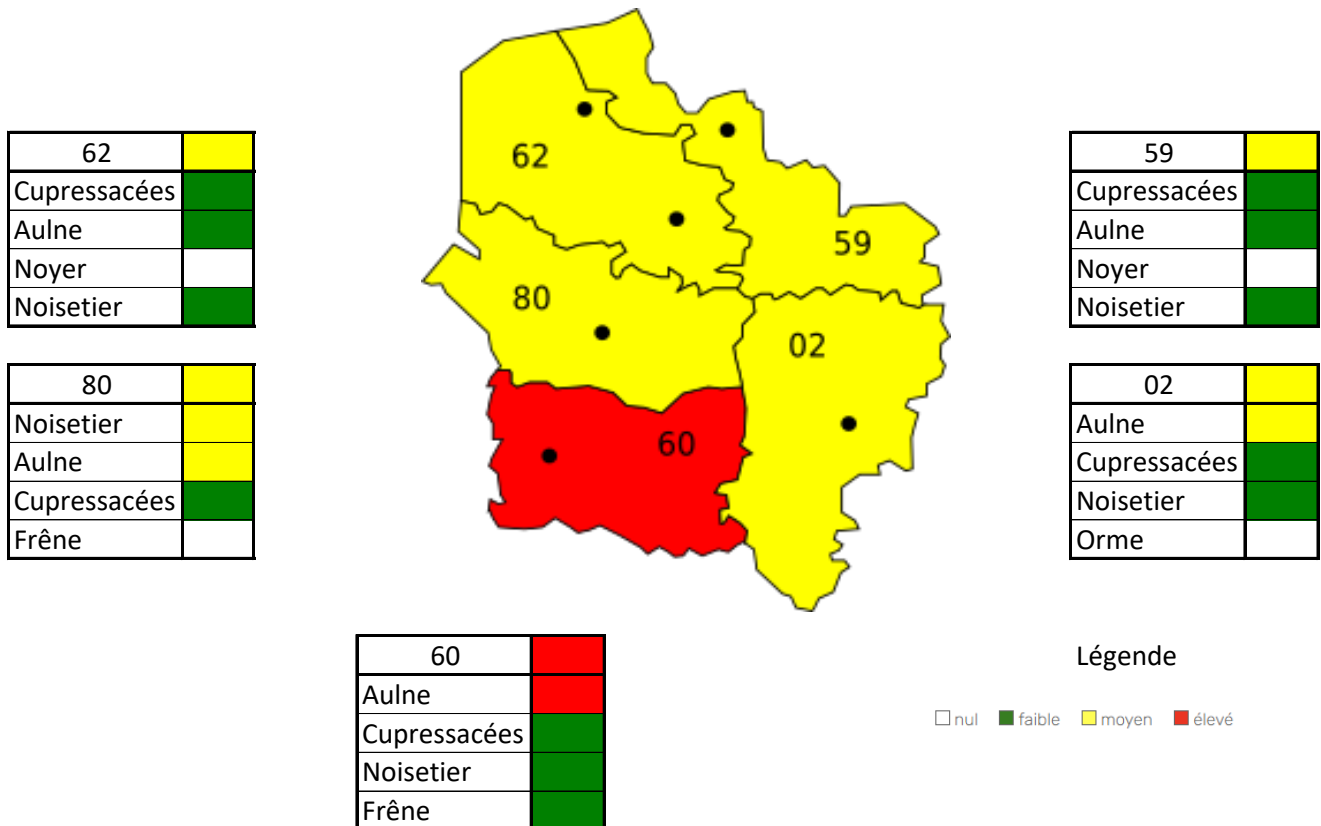 62
Cupressacées
Aulne
Noyer
Noisetier
80
Noisetier
Aulne
Cupressacées
Frêne
62
59
80
02
60
59
Cupressacées
Aulne
Noyer
Noisetier
02
Aulne
Cupressacées
Noisetier
Orme
60
Aulne
Cupressacées
Noisetier
Frêne
Légende
nul faible moyen élevé